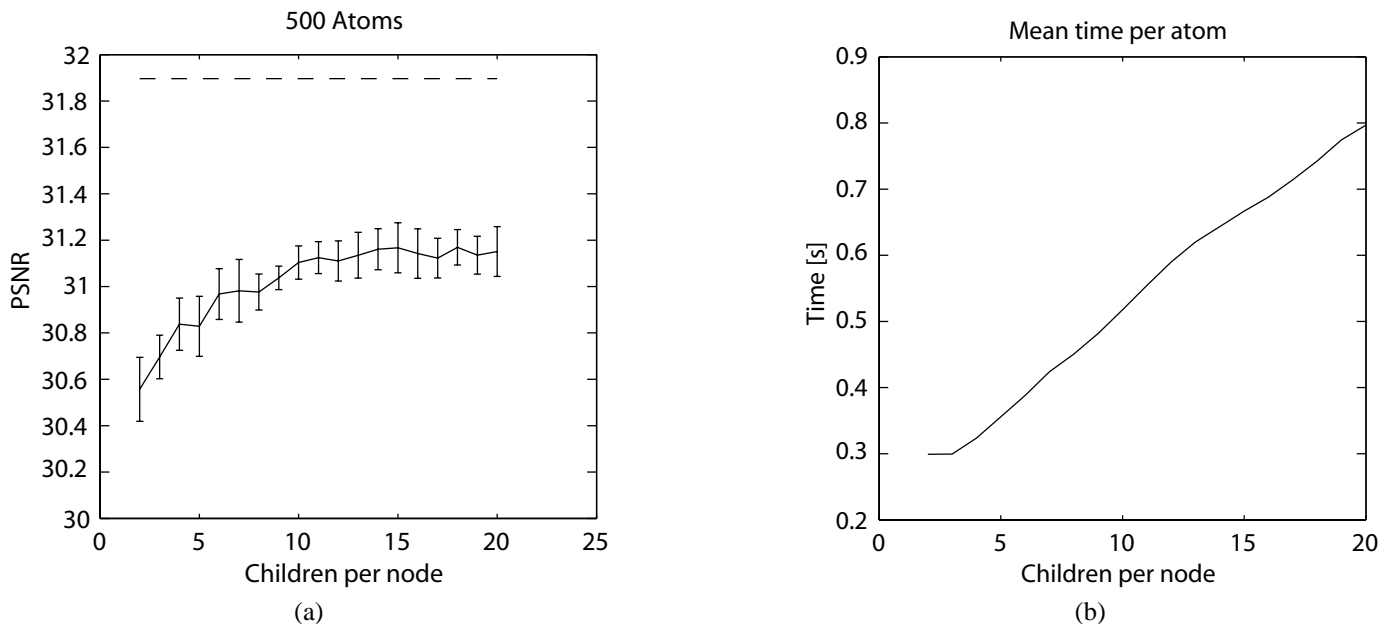 500 Atoms
32
31.8
31.6
31.4
31.2
31
30.8
30.6
30.4
30.2
30
PSNR
0 5 10 15 20 25
Children per node
(a)
Mean time per atom
0.9
0.8
0.7
0.6
0.5
0.4
0.3
0.2
Time [s]
0 5 10 15 20
Children per node
(b)